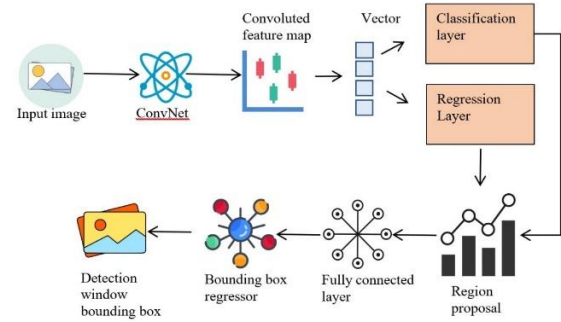 Input image
ConvNet
Convoluted
feature map
Vector
Classification
layer
Regression
Layer
Region
proposal
Fully connected
layer
Bounding box
regressor
Detection
window
bounding box